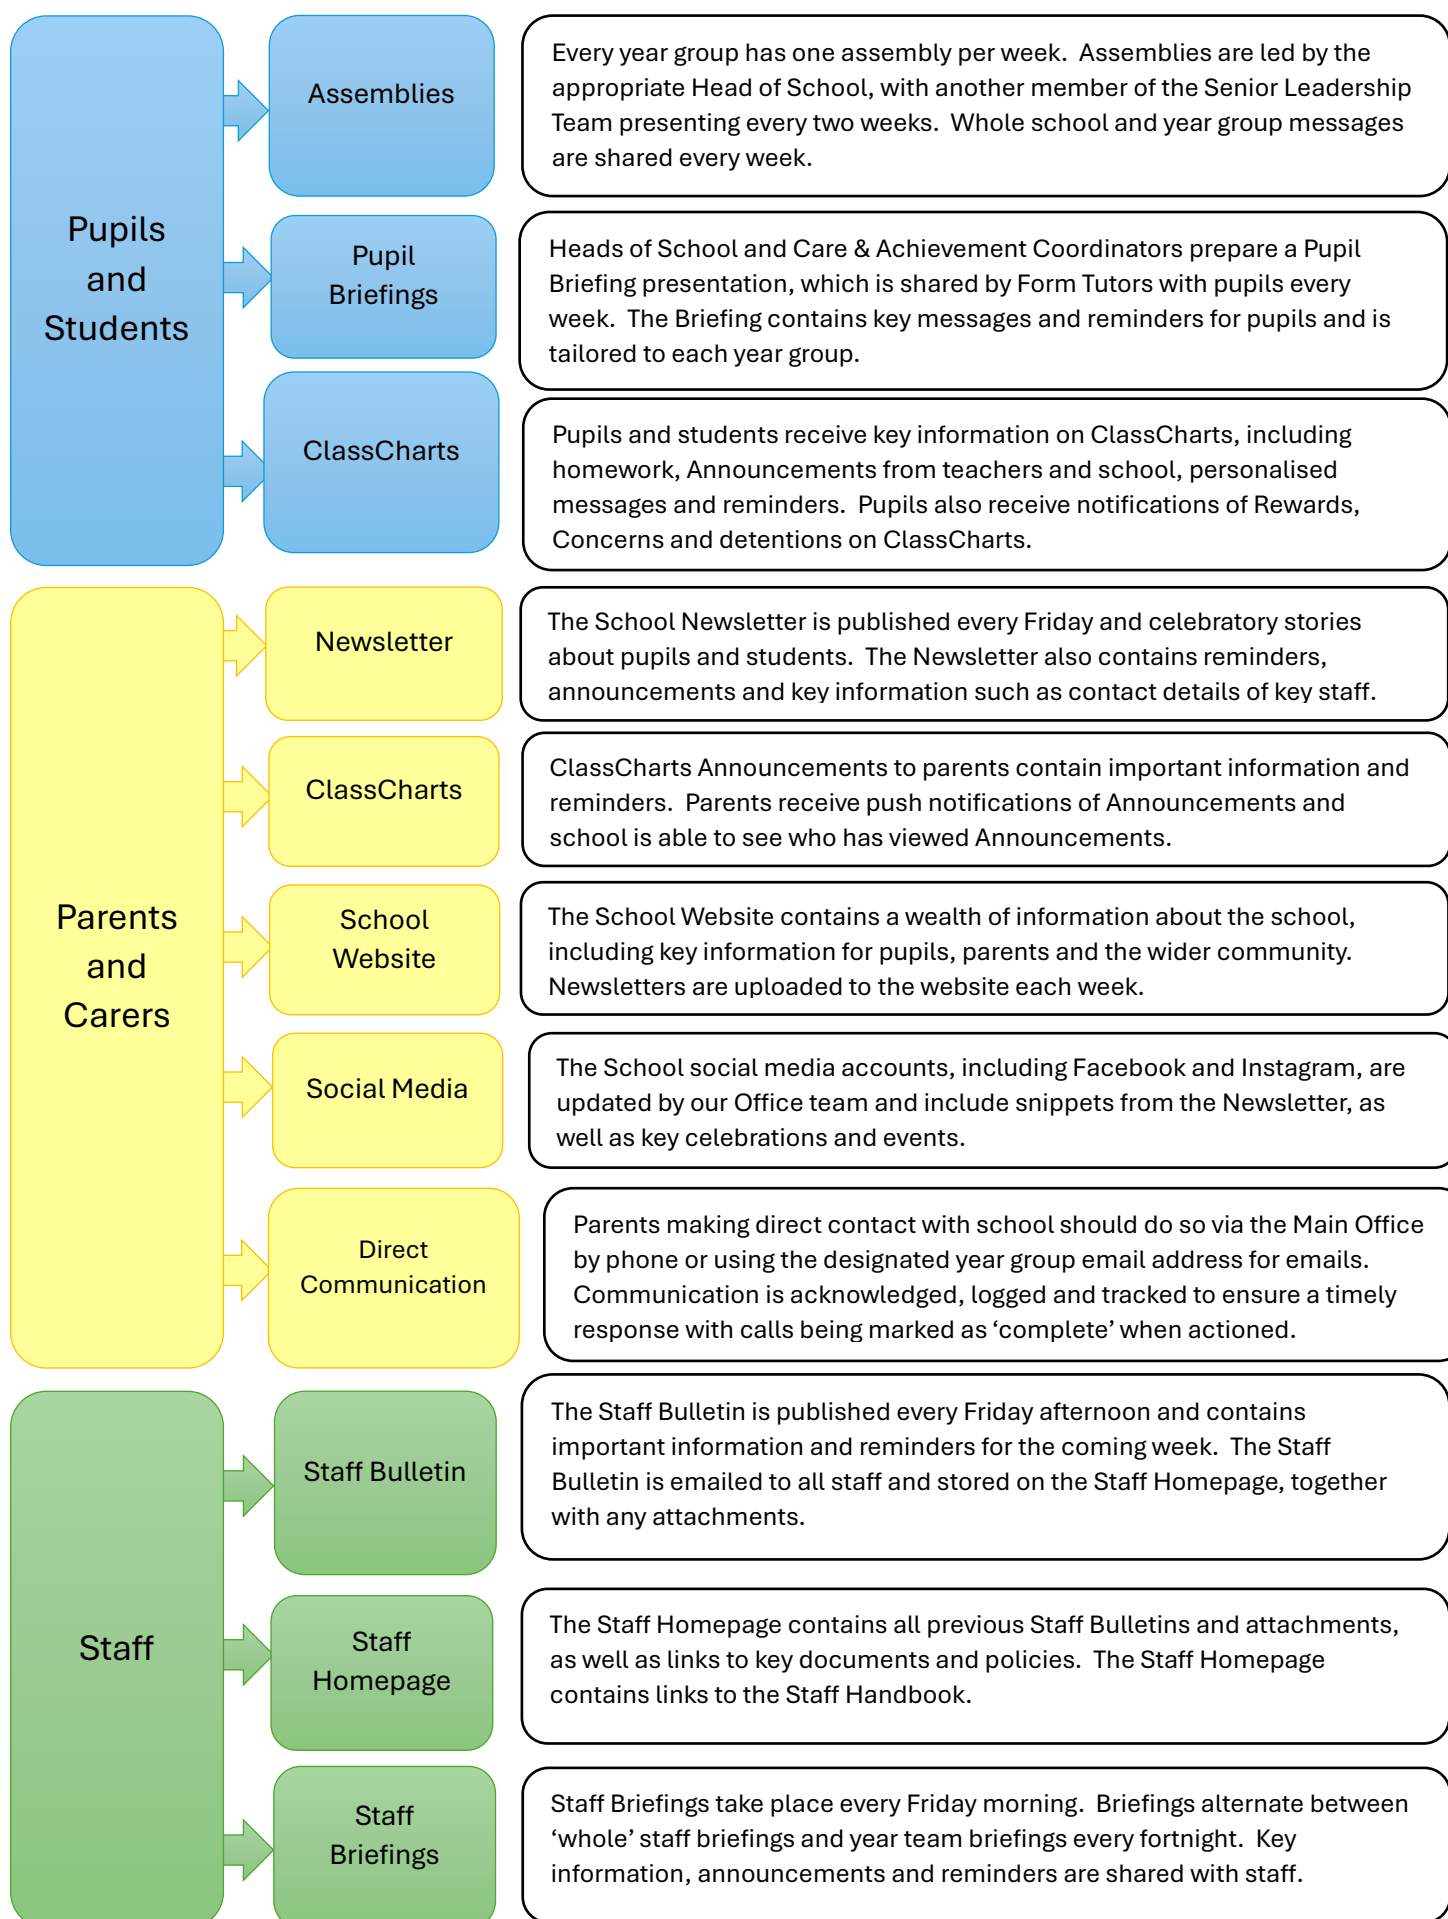 Pupils
and
Students
Assemblies
Every year group has one assembly per week.  Assemblies are led by the
appropriate Head of School, with another member of the Senior Leadership
Team presenting every two weeks.  Whole school and year group messages
are shared every week.
Pupil
Briefings
Heads of School and Care & Achievement Coordinators prepare a Pupil
Briefing presentation, which is shared by Form Tutors with pupils every
week.  The Briefing contains key messages and reminders for pupils and is
tailored to each year group.
ClassCharts
Pupils and students receive key information on ClassCharts, including
homework, Announcements from teachers and school, personalised
messages and reminders.  Pupils also receive notifications of Rewards,
Concerns and detentions on ClassCharts.
Parents
and
Carers
Newsletter
The School Newsletter is published every Friday and celebratory stories
about pupils and students.  The Newsletter also contains reminders,
announcements and key information such as contact details of key staff.
ClassCharts
ClassCharts Announcements to parents contain important information and
reminders.  Parents receive push notifications of Announcements and
school is able to see who has viewed Announcements.
School
Website
The School Website contains a wealth of information about the school,
including key information for pupils, parents and the wider community.
Newsletters are uploaded to the website each week.
Social Media
The School social media accounts, including Facebook and Instagram, are
updated by our Office team and include snippets from the Newsletter, as
well as key celebrations and events.
Direct
Communication
Parents making direct contact with school should do so via the Main Office
by phone or using the designated year group email address for emails.
Communication is acknowledged, logged and tracked to ensure a timely
response with calls being marked as ‘complete’ when actioned.
Staff
Staff Bulletin
The Staff Bulletin is published every Friday afternoon and contains
important information and reminders for the coming week.  The Staff
Bulletin is emailed to all staff and stored on the Staff Homepage, together
with any attachments.
Staff
Homepage
The Staff Homepage contains all previous Staff Bulletins and attachments,
as well as links to key documents and policies.  The Staff Homepage
contains links to the Staff Handbook.
Staff
Briefings
Staff Briefings take place every Friday morning.  Briefings alternate between
‘whole’ staff briefings and year team briefings every fortnight.  Key
information, announcements and reminders are shared with staff.